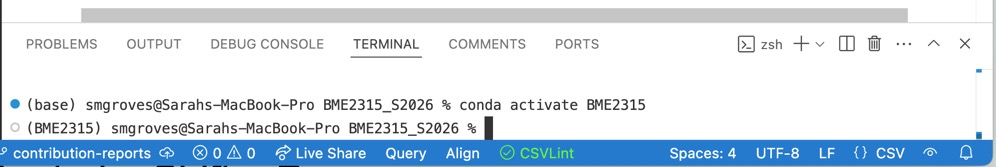 PROBLEMS OUTPUT DEBUG CONSOLE TERMINAL COMMENTS PORTS zsh
(base) smgroves@Sarahs-MacBook-Pro BME2315_S2026 % conda activate BME2315
(BME2315) smgroves@Sarahs-MacBook-Pro BME2315_S2026 %
contribution-reports 0 0 Live Share Query Align CSVLint Spaces: 4 UTF-8 LF {} CSV